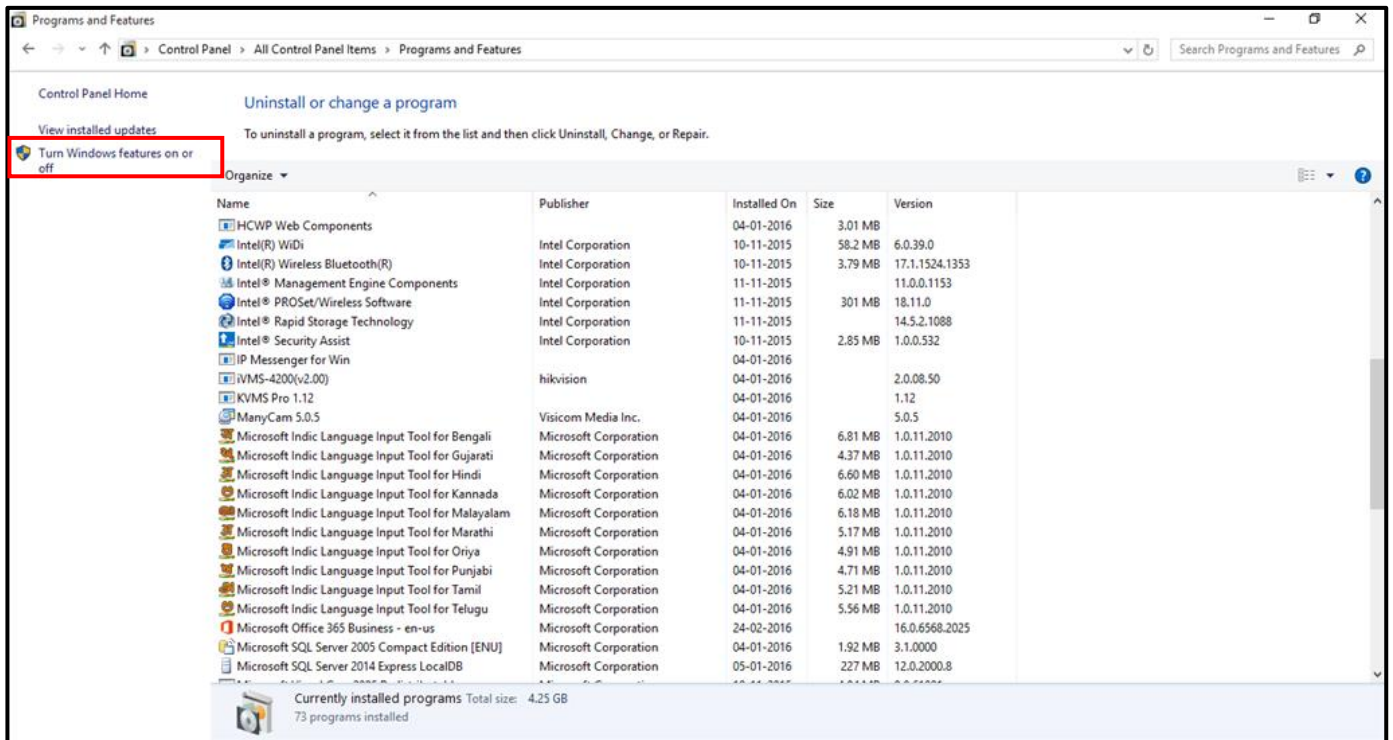 Programs and Features
Control Panel > All Control Panel Items > Programs and Features
Search Programs and Features
Control Panel Home
View installed updates
Turn Windows features on or
off
Uninstall or change a program
To uninstall a program, select it from the list and then click Uninstall, Change, or Repair.
Organize
Name Publisher Installed On Size Version
HCWP Web Components 04-01-2016 3.01 MB
Intel(R) WiDi Intel Corporation 10-11-2015 58.2 MB 6.0.39.0
Intel(R) Wireless Bluetooth(R) Intel Corporation 10-11-2015 3.79 MB 17.1.1524.1353
Intel® Management Engine Components Intel Corporation 11-11-2015 11.0.0.1153
Intel® PROSet/Wireless Software Intel Corporation 11-11-2015 301 MB 18.11.0
Intel® Rapid Storage Technology Intel Corporation 11-11-2015 14.5.2.1088
Intel® Security Assist Intel Corporation 10-11-2015 2.85 MB 1.0.0.532
IP Messenger for Win 04-01-2016
iVMS-4200(v2.00) hikvision 04-01-2016 2.0.08.50
KVMS Pro 1.12 04-01-2016 1.12
ManyCam 5.0.5 Visicom Media Inc. 04-01-2016 5.0.5
Microsoft Indic Language Input Tool for Bengali Microsoft Corporation 04-01-2016 6.81 MB 1.0.11.2010
Microsoft Indic Language Input Tool for Gujarati Microsoft Corporation 04-01-2016 4.37 MB 1.0.11.2010
Microsoft Indic Language Input Tool for Hindi Microsoft Corporation 04-01-2016 6.60 MB 1.0.11.2010
Microsoft Indic Language Input Tool for Kannada Microsoft Corporation 04-01-2016 6.02 MB 1.0.11.2010
Microsoft Indic Language Input Tool for Malayalam Microsoft Corporation 04-01-2016 6.18 MB 1.0.11.2010
Microsoft Indic Language Input Tool for Marathi Microsoft Corporation 04-01-2016 5.17 MB 1.0.11.2010
Microsoft Indic Language Input Tool for Oriya Microsoft Corporation 04-01-2016 4.91 MB 1.0.11.2010
Microsoft Indic Language Input Tool for Punjabi Microsoft Corporation 04-01-2016 4.71 MB 1.0.11.2010
Microsoft Indic Language Input Tool for Tamil Microsoft Corporation 04-01-2016 5.21 MB 1.0.11.2010
Microsoft Indic Language Input Tool for Telugu Microsoft Corporation 04-01-2016 5.56 MB 1.0.11.2010
Microsoft Office 365 Business - en-us Microsoft Corporation 24-02-2016 16.0.6568.2025
Microsoft SQL Server 2005 Compact Edition [ENU] Microsoft Corporation 04-01-2016 1.92 MB 3.1.0000
Microsoft SQL Server 2014 Express LocalDB Microsoft Corporation 05-01-2016 227 MB 12.0.2000.8
Currently installed programs Total size: 4.25 GB
73 programs installed